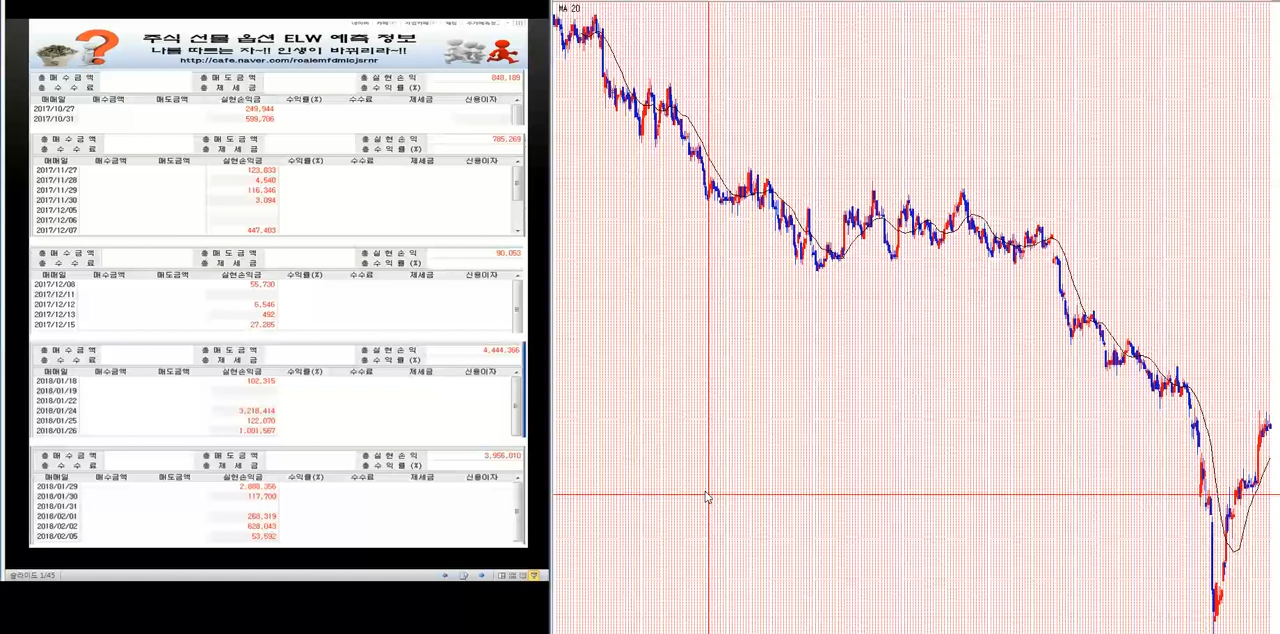 MA 20
주식 선물 옵션 ELW 예측 정보
나를 따르는 자~!! 인생이 바뀌리라~!!
http://cafe.naver.com/roaiemfdmicjsrnr
총 매 수 금 액 총 매 도 금 액 총 실 현 손 익 848,189
총 수 수 료 총 제 세 금 총 수 익 률 (%)
매매일 매수금액 매도금액 실현손익금 수익률(%) 수수료 제세금 신용이자
2017/10/27 249,944
2017/10/31 599,786
총 매 수 금 액 총 매 도 금 액 총 실 현 손 익 785,269
총 수 수 료 총 제 세 금 총 수 익 률 (%)
매매일 매수금액 매도금액 실현손익금 수익률(%) 수수료 제세금 신용이자
2017/11/27 123,833
2017/11/28 4,540
2017/11/29 116,346
2017/11/30 3,094
2017/12/05
2017/12/06
2017/12/07 447,403
총 매 수 금 액 총 매 도 금 액 총 실 현 손 익 90,053
총 수 수 료 총 제 세 금 총 수 익 률 (%)
매매일 매수금액 매도금액 실현손익금 수익률(%) 수수료 제세금 신용이자
2017/12/08 55,730
2017/12/11
2017/12/12 6,546
2017/12/13 492
2017/12/15 27,285
총 매 수 금 액 총 매 도 금 액 총 실 현 손 익 4,444,366
총 수 수 료 총 제 세 금 총 수 익 률 (%)
매매일 매수금액 매도금액 실현손익금 수익률(%) 수수료 제세금 신용이자
2018/01/18 102,315
2018/01/19
2018/01/22
2018/01/24 3,218,414
2018/01/25 122,070
2018/01/26 1,001,567
총 매 수 금 액 총 매 도 금 액 총 실 현 손 익 3,956,010
총 수 수 료 총 제 세 금 총 수 익 률 (%)
매매일 매수금액 매도금액 실현손익금 수익률(%) 수수료 제세금 신용이자
2018/01/29 2,888,356
2018/01/30 117,700
2018/01/31
2018/02/01 268,319
2018/02/02 628,043
2018/02/05 53,592
슬라이드 1/45